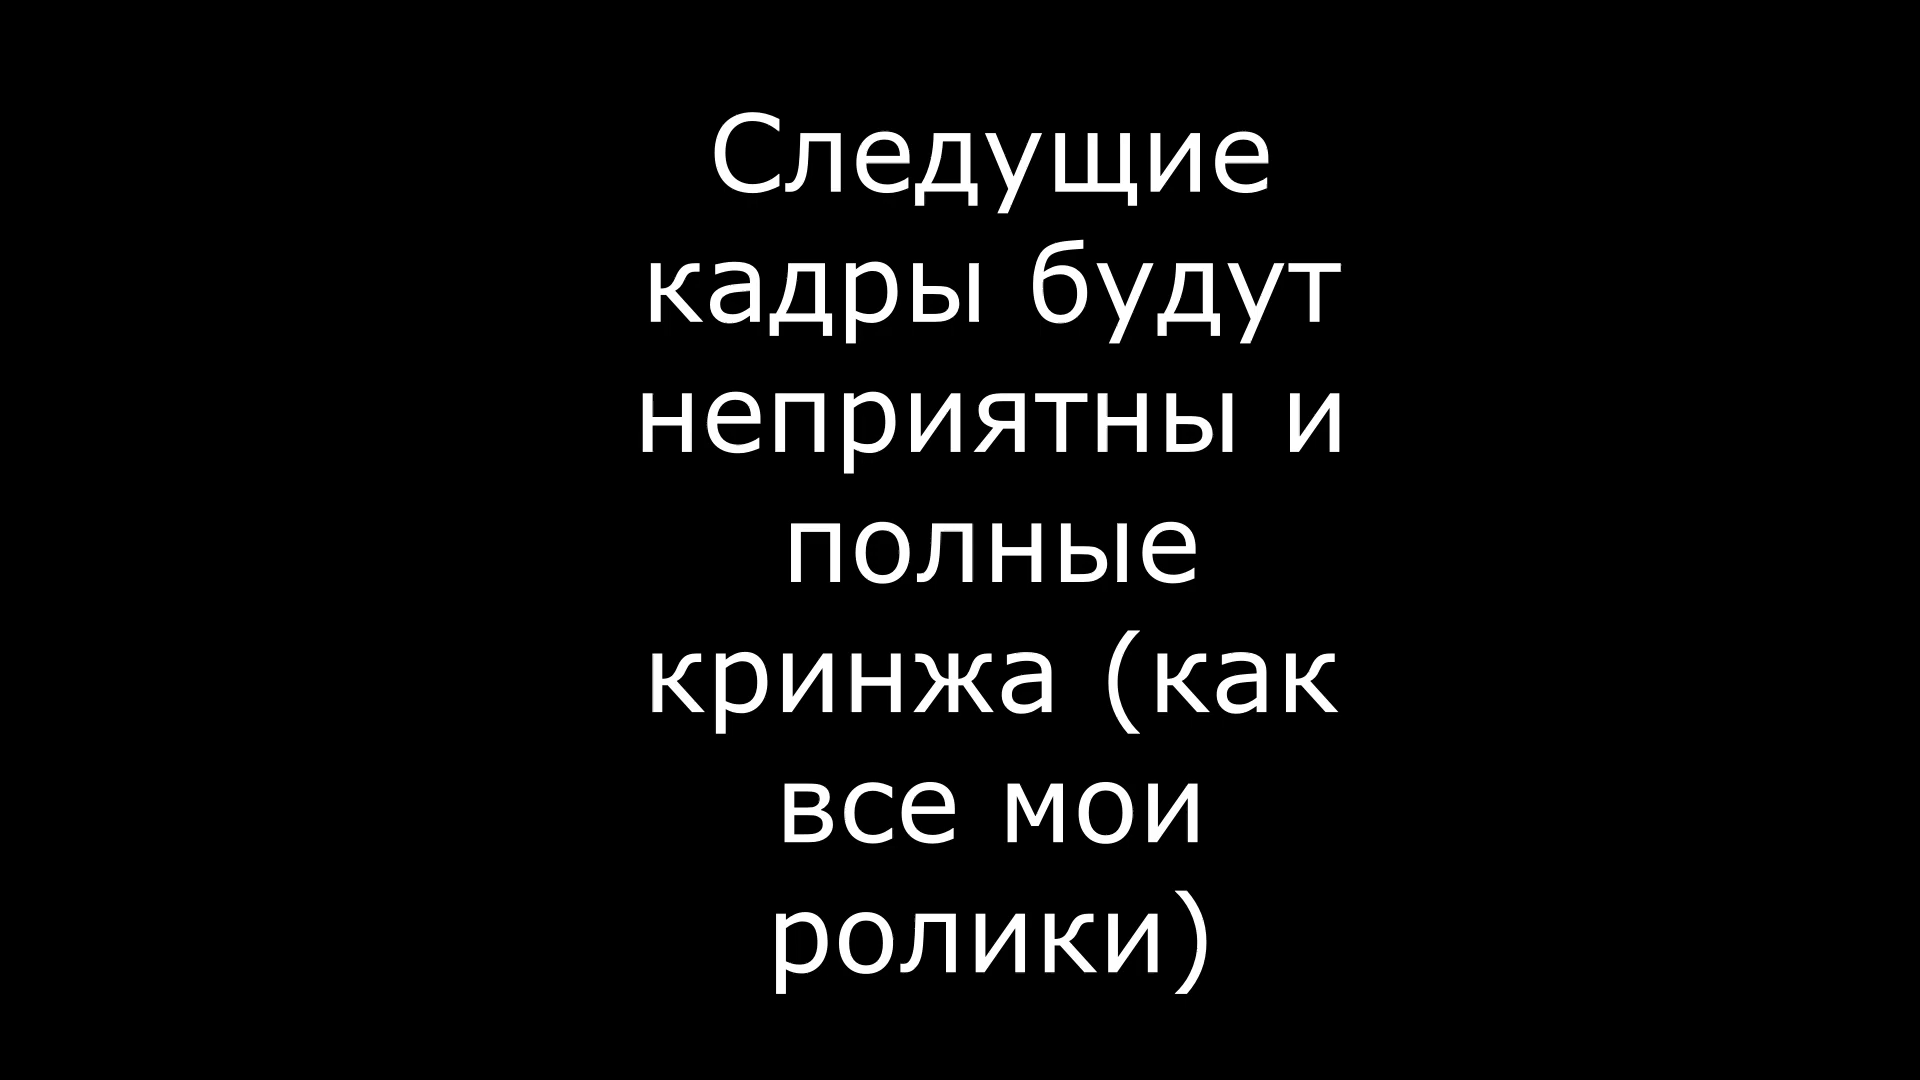 Следущие
кадры будут
неприятны и
полные
кринжа (как
все мои
ролики)